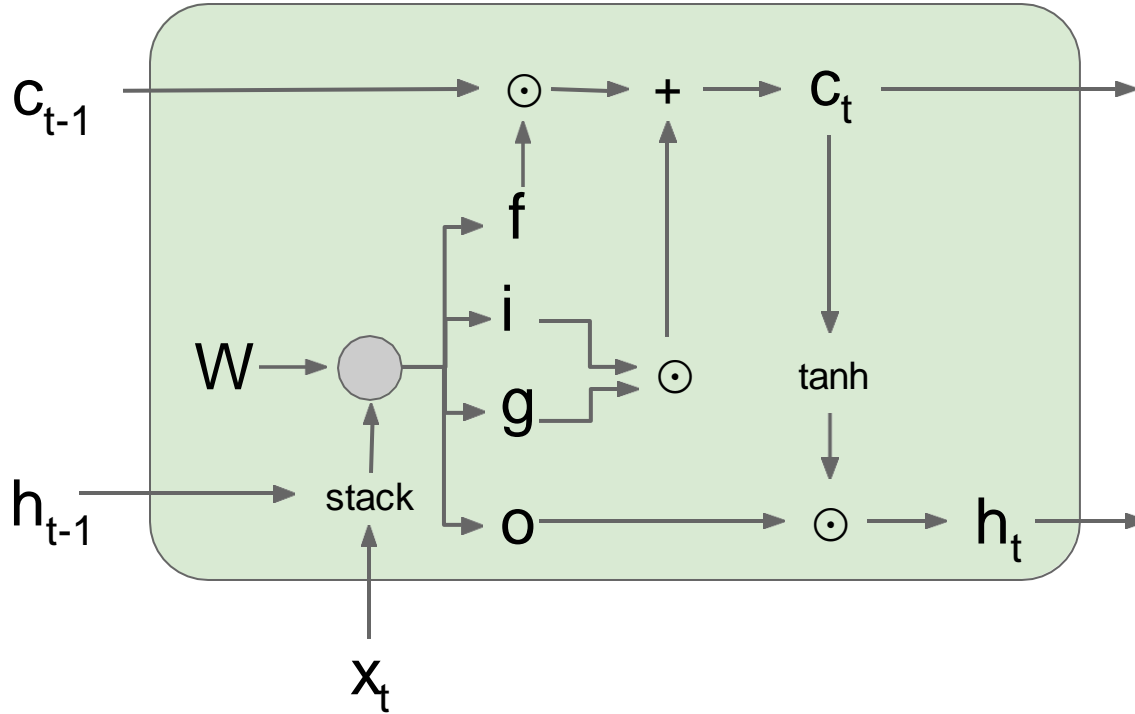 c_{t-1} ⊙ + c_t
f
i
W ⊙ tanh
g
h_{t-1} stack
o ⊙ h_t
x_t